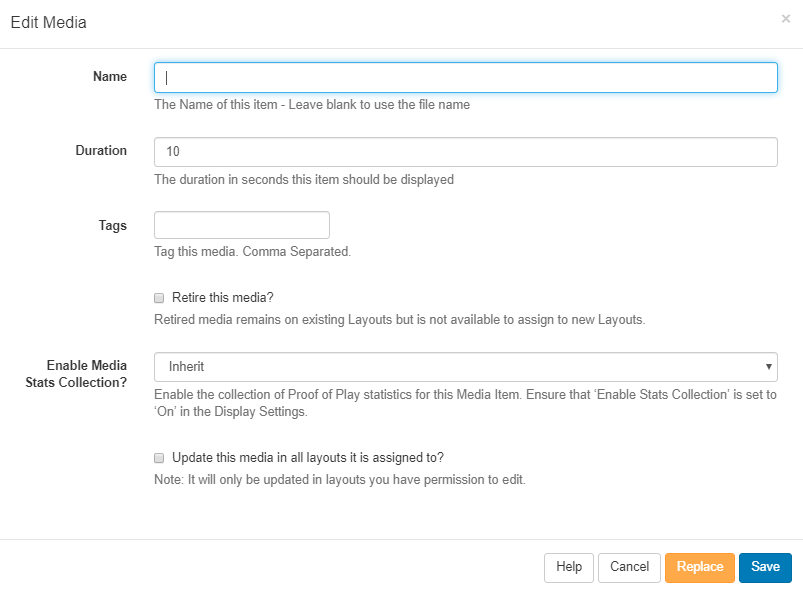 Edit Media
×
Name
The Name of this item - Leave blank to use the file name
Duration
10
The duration in seconds this item should be displayed
Tags
Tag this media. Comma Separated.
Retire this media?
Retired media remains on existing Layouts but is not available to assign to new Layouts.
Enable Media
Stats Collection?
Inherit
Enable the collection of Proof of Play statistics for this Media Item. Ensure that ‘Enable Stats Collection’ is set to
‘On’ in the Display Settings.
Update this media in all layouts it is assigned to?
Note: It will only be updated in layouts you have permission to edit.
Help
Cancel
Replace
Save